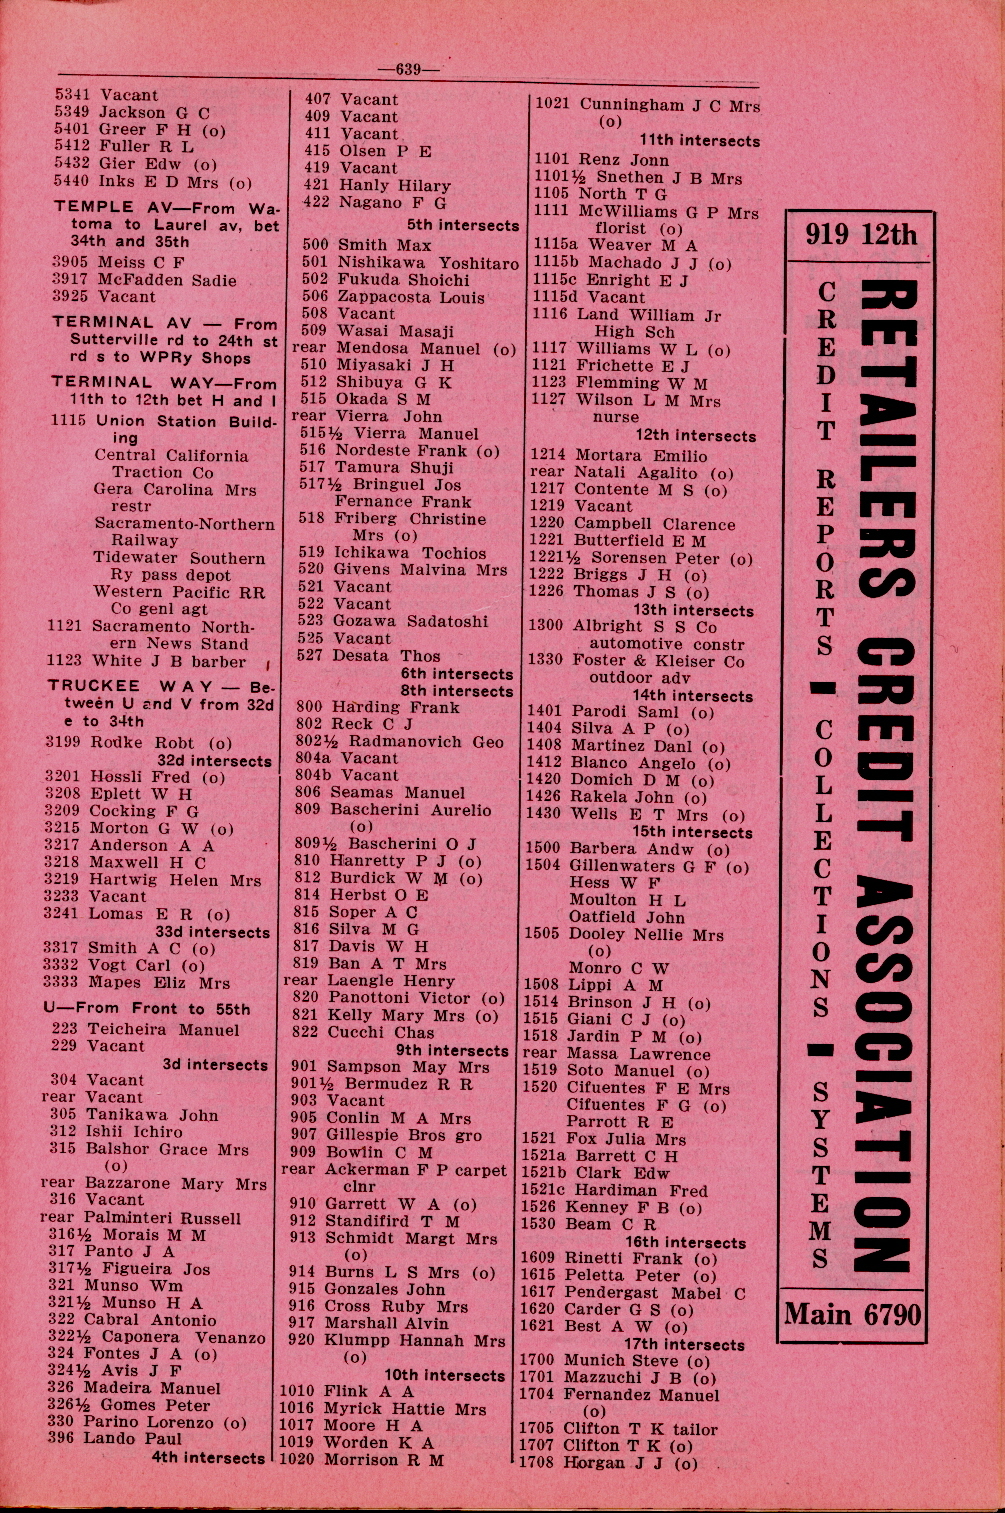 —639—
5341 Vacant
5349 Jackson G C
5401 Greer F H (o)
5412 Fuller R L
5432 Gier Edw (o)
5440 Inks E D Mrs (o)
TEMPLE AV—From Wa-
toma to Laurel av, bet
34th and 35th
3905 Meiss C F
3917 McFadden Sadie
3925 Vacant
TERMINAL AV — From
Sutterville rd to 24th st
rd s to WPRy Shops
TERMINAL WAY—From
11th to 12th bet H and I
1115 Union Station Build-
ing
Central California
Traction Co
Gera Carolina Mrs
restr
Sacramento-Northern
Railway
Tidewater Southern
Ry pass depot
Western Pacific RR
Co genl agt
1121 Sacramento North-
ern News Stand
1123 White J B barber
TRUCKEE WAY — Be-
tween U and V from 32d
e to 34th
3199 Rodke Robt (o)
32d intersects
3201 Hossli Fred (o)
3208 Eplett W H
3209 Cocking F G
3215 Morton G W (o)
3217 Anderson A A
3218 Maxwell H C
3219 Hartwig Helen Mrs
3233 Vacant
3241 Lomas E R (o)
33d intersects
3317 Smith A C (o)
3332 Vogt Carl (o)
3333 Mapes Eliz Mrs
U—From Front to 55th
223 Teicheira Manuel
229 Vacant
3d intersects
304 Vacant
rear Vacant
305 Tanikawa John
312 Ishii Ichiro
315 Balshor Grace Mrs
(o)
rear Bazzarone Mary Mrs
316 Vacant
rear Palminteri Russell
316½ Morais M M
317 Panto J A
317½ Figueira Jos
321 Munso Wm
321½ Munso H A
322 Cabral Antonio
322½ Caponera Venanzo
324 Fontes J A (o)
324½ Avis J F
326 Madeira Manuel
326½ Gomes Peter
330 Parino Lorenzo (o)
396 Lando Paul
4th intersects
407 Vacant
409 Vacant
411 Vacant
415 Olsen P E
419 Vacant
421 Hanly Hilary
422 Nagano F G
5th intersects
500 Smith Max
501 Nishikawa Yoshitaro
502 Fukuda Shoichi
506 Zappacosta Louis
508 Vacant
509 Wasai Masaji
rear Mendosa Manuel (o)
510 Miyasaki J H
512 Shibuya G K
515 Okada S M
rear Vierra John
515½ Vierra Manuel
516 Nordeste Frank (o)
517 Tamura Shuji
517½ Bringuel Jos
Fernance Frank
518 Friberg Christine
Mrs (o)
519 Ichikawa Tochios
520 Givens Malvina Mrs
521 Vacant
522 Vacant
523 Gozawa Sadatoshi
525 Vacant
527 Desata Thos
6th intersects
8th intersects
800 Harding Frank
802 Reck C J
802½ Radmanovich Geo
804a Vacant
804b Vacant
806 Seamas Manuel
809 Bascherini Aurelio
(o)
809½ Bascherini O J
810 Hanretty P J (o)
812 Burdick W M (o)
814 Herbst O E
815 Soper A C
816 Silva M G
817 Davis W H
819 Ban A T Mrs
rear Laengle Henry
820 Panottoni Victor (o)
821 Kelly Mary Mrs (o)
822 Cucchi Chas
9th intersects
901 Sampson May Mrs
901½ Bermudez R R
903 Vacant
905 Conlin M A Mrs
907 Gillespie Bros gro
909 Bowlin C M
rear Ackerman F P carpet
clnr
910 Garrett W A (o)
912 Standifird T M
913 Schmidt Margt Mrs
(o)
914 Burns L S Mrs (o)
915 Gonzales John
916 Cross Ruby Mrs
917 Marshall Alvin
920 Klumpp Hannah Mrs
(o)
10th intersects
1010 Flink A A
1016 Myrick Hattie Mrs
1017 Moore H A
1019 Worden K A
1020 Morrison R M
1021 Cunningham J C Mrs
(o)
11th intersects
1101 Renz Jonn
1101½ Snethen J B Mrs
1105 North T G
1111 McWilliams G P Mrs
florist (o)
1115a Weaver M A
1115b Machado J J (o)
1115c Enright E J
1115d Vacant
1116 Land William Jr
High Sch
1117 Williams W L (o)
1121 Frichette E J
1123 Flemming W M
1127 Wilson L M Mrs
nurse
12th intersects
1214 Mortara Emilio
rear Natali Agalito (o)
1217 Contente M S (o)
1219 Vacant
1220 Campbell Clarence
1221 Butterfield E M
1221½ Sorensen Peter (o)
1222 Briggs J H (o)
1226 Thomas J S (o)
13th intersects
1300 Albright S S Co
automotive constr
1330 Foster & Kleiser Co
outdoor adv
14th intersects
1401 Parodi Saml (o)
1404 Silva A P (o)
1408 Martinez Danl (o)
1412 Blanco Angelo (o)
1420 Domich D M (o)
1426 Rakela John (o)
1430 Wells E T Mrs (o)
15th intersects
1500 Barbera Andw (o)
1504 Gillenwaters G F (o)
Hess W F
Moulton H L
Oatfield John
1505 Dooley Nellie Mrs
(o)
Monro C W
1508 Lippi A M
1514 Brinson J H (o)
1515 Giani C J (o)
1518 Jardin P M (o)
rear Massa Lawrence
1519 Soto Manuel (o)
1520 Cifuentes F E Mrs
Cifuentes F G (o)
Parrott R E
1521 Fox Julia Mrs
1521a Barrett C H
1521b Clark Edw
1521c Hardiman Fred
1526 Kenney F B (o)
1530 Beam C R
16th intersects
1609 Rinetti Frank (o)
1615 Peletta Peter (o)
1617 Pendergast Mabel C
1620 Carder G S (o)
1621 Best A W (o)
17th intersects
1700 Munich Steve (o)
1701 Mazzuchi J B (o)
1704 Fernandez Manuel
(o)
1705 Clifton T K tailor
1707 Clifton T K (o)
1708 Horgan J J (o)
919 12th
RETAILERS CREDIT ASSOCIATION
CREDIT REPORTS - COLLECTIONS - SYSTEMS
Main 6790